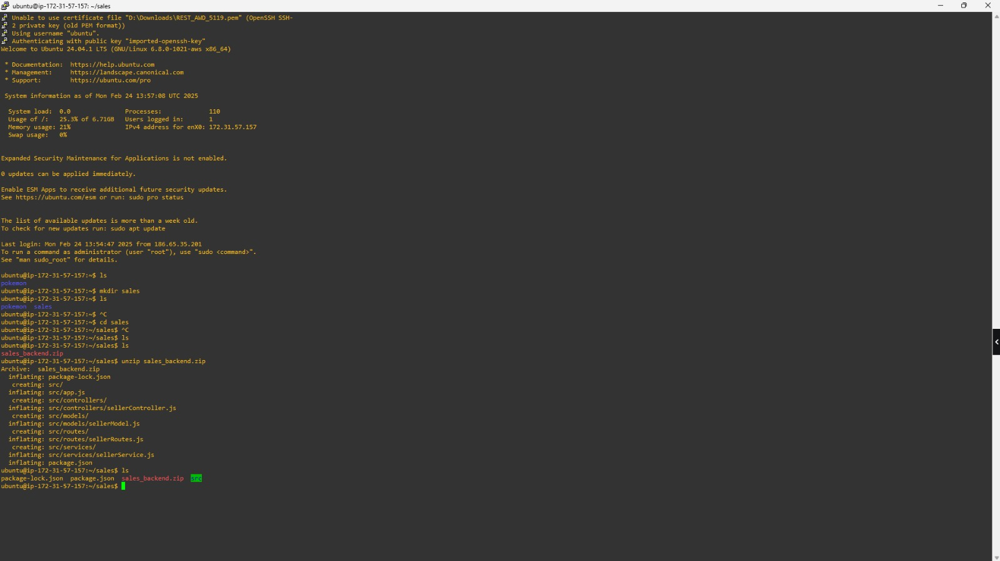 ubuntu@ip-172-31-57-157: ~/sales
Unable to use certificate file "D:\Downloads\REST_AWD_5119.pem" (OpenSSH SSH-
2 private key (old PEM format))
Using username "ubuntu".
Authenticating with public key "imported-openssh-key"
Welcome to Ubuntu 24.04.1 LTS (GNU/Linux 6.8.0-1021-aws x86_64)
* Documentation:  https://help.ubuntu.com
* Management:     https://landscape.canonical.com
* Support:        https://ubuntu.com/pro
System information as of Mon Feb 24 13:57:08 UTC 2025
System load:  0.0               Processes:             110
Usage of /:   25.3% of 6.71GB   Users logged in:       1
Memory usage: 21%               IPv4 address for enX0: 172.31.57.157
Swap usage:   0%
Expanded Security Maintenance for Applications is not enabled.
0 updates can be applied immediately.
Enable ESM Apps to receive additional future security updates.
See https://ubuntu.com/esm or run: sudo pro status
The list of available updates is more than a week old.
To check for new updates run: sudo apt update
Last login: Mon Feb 24 13:54:47 2025 from 186.65.35.201
To run a command as administrator (user "root"), use "sudo <command>".
See "man sudo_root" for details.
ubuntu@ip-172-31-57-157:~$ ls
pokemon
ubuntu@ip-172-31-57-157:~$ mkdir sales
ubuntu@ip-172-31-57-157:~$ ls
pokemon  sales
ubuntu@ip-172-31-57-157:~$ ^C
ubuntu@ip-172-31-57-157:~$ cd sales
ubuntu@ip-172-31-57-157:~/sales$ ^C
ubuntu@ip-172-31-57-157:~/sales$ ls
ubuntu@ip-172-31-57-157:~/sales$ ls
sales_backend.zip
ubuntu@ip-172-31-57-157:~/sales$ unzip sales_backend.zip
Archive:  sales_backend.zip
inflating: package-lock.json
creating: src/
inflating: src/app.js
creating: src/controllers/
inflating: src/controllers/sellerController.js
creating: src/models/
inflating: src/models/sellerModel.js
creating: src/routes/
inflating: src/routes/sellerRoutes.js
creating: src/services/
inflating: src/services/sellerService.js
inflating: package.json
ubuntu@ip-172-31-57-157:~/sales$ ls
package-lock.json  package.json  sales_backend.zip  src
ubuntu@ip-172-31-57-157:~/sales$